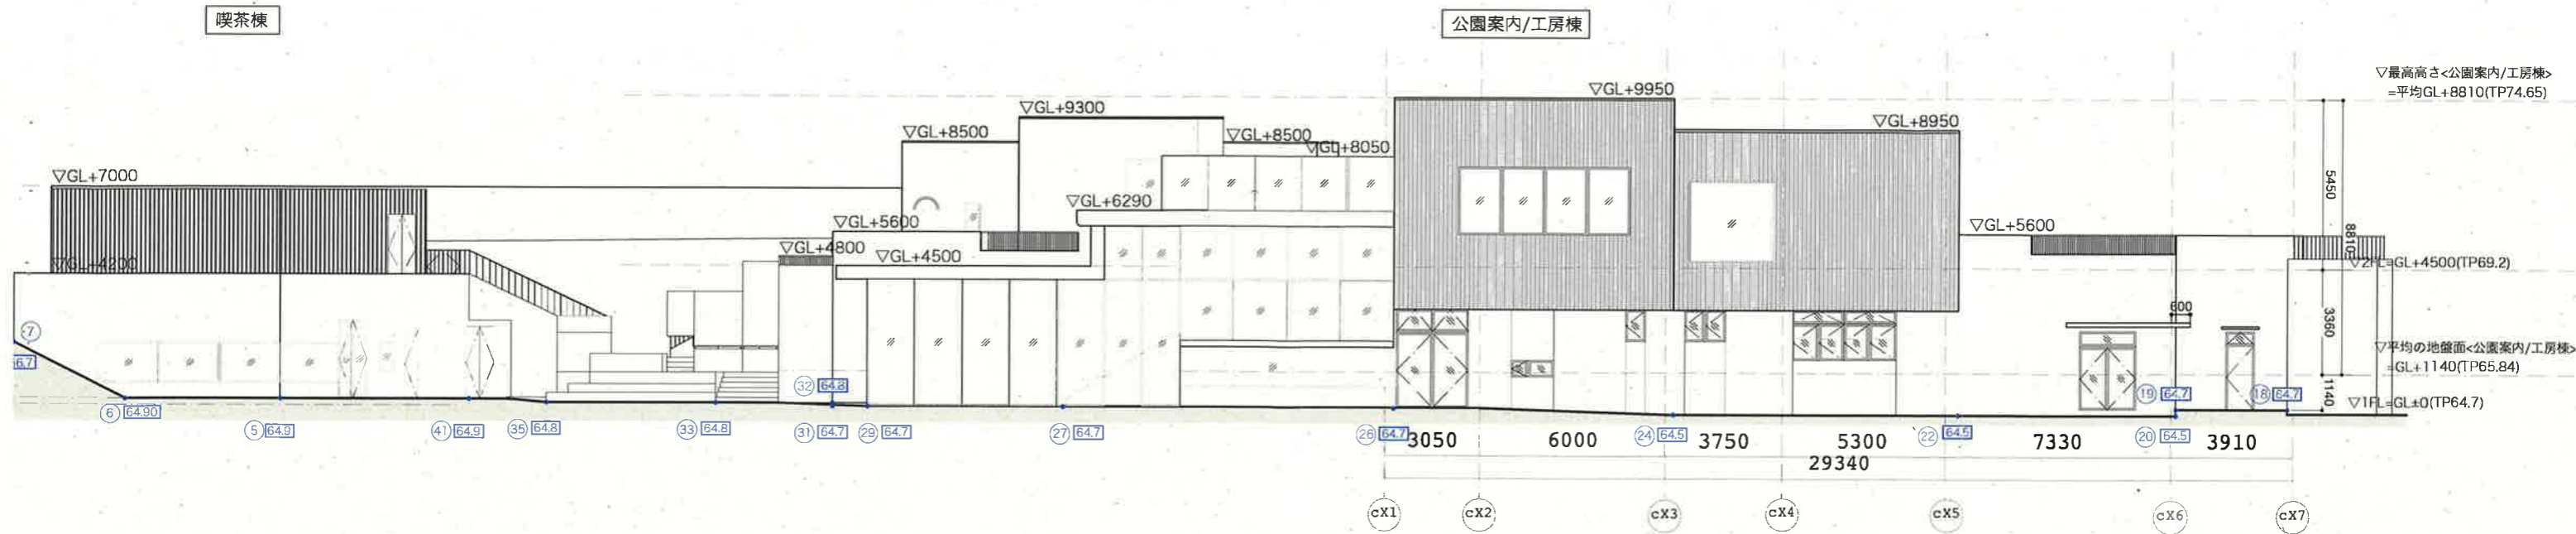 喫茶棟
公園案内/工房棟
▽最高高さ<公園案内/工房棟>
=平均GL+8810(TP74.65)
▽GL+9950
▽GL+9300
▽GL+8950
▽GL+8500
▽GL+8500
▽GL+8050
▽GL+7000
▽GL+6290
▽GL+5600
▽GL+5600
▽GL+4800
▽GL+4500
▽GL+4200
5450
8810
▽2FL=GL+4500(TP69.2)
600
3360
▽平均の地盤面<公園案内/工房棟>
=GL+1140(TP65.84)
1140
▽1FL=GL±0(TP64.7)
7
6.7
32 64.8
19 64.7
18 64.7
6 64.90
5 64.9
41 64.9
35 64.8
33 64.8
31 64.7
29 64.7
27 64.7
26 64.7
24 64.5
22 64.5
20 64.5
3050
6000
3750
5300
7330
3910
29340
cX1
cX2
cX3
cX4
cX5
cX6
cX7